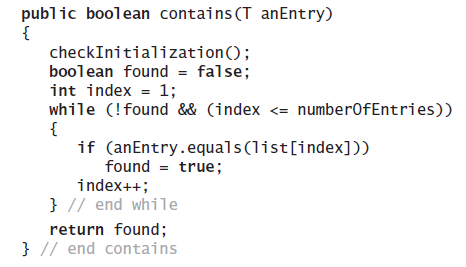 public boolean contains(T anEntry)
{
checkInitialization();
boolean found = false;
int index = 1;
while (!found && (index <= numberOfEntries))
{
if (anEntry.equals(list[index]))
found = true;
index++;
} // end while
return found;
} // end contains